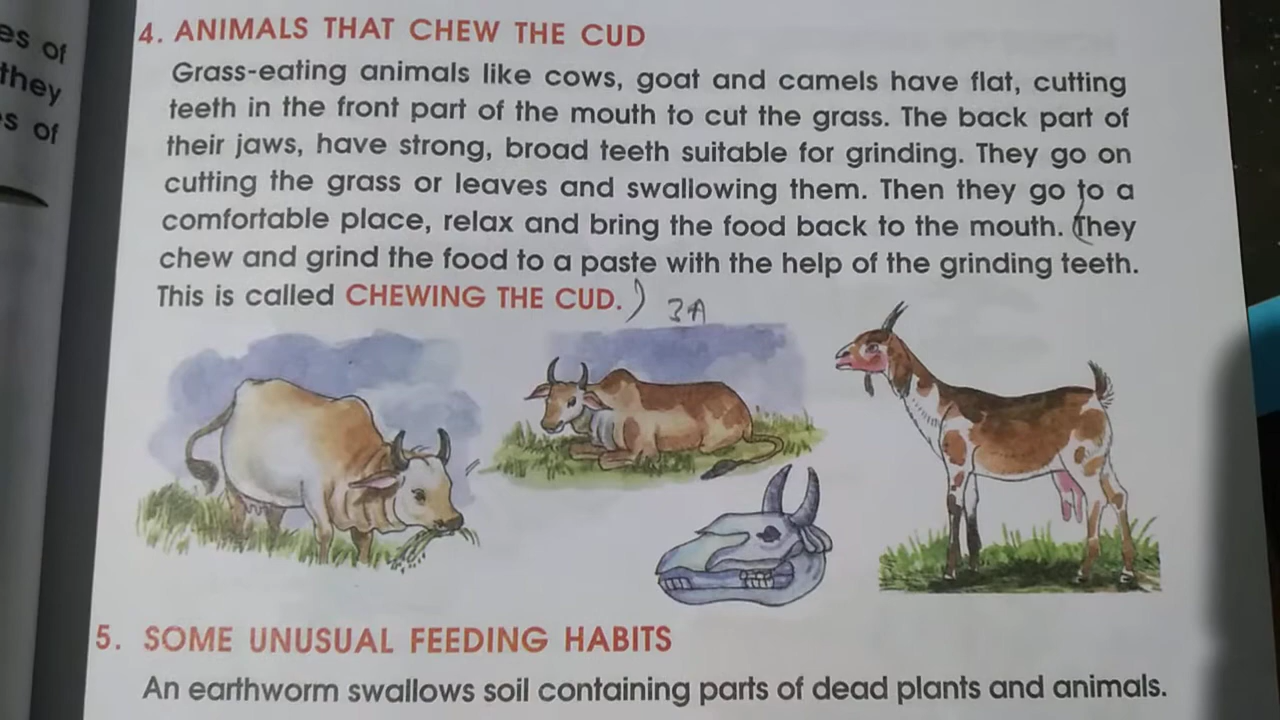 es of
they
s of
4. ANIMALS THAT CHEW THE CUD
Grass-eating animals like cows, goat and camels have flat, cutting
teeth in the front part of the mouth to cut the grass. The back part of
their jaws, have strong, broad teeth suitable for grinding. They go on
cutting the grass or leaves and swallowing them. Then they go to a
comfortable place, relax and bring the food back to the mouth. (They
chew and grind the food to a paste with the help of the grinding teeth.
This is called CHEWING THE CUD.) 3A
5. SOME UNUSUAL FEEDING HABITS
An earthworm swallows soil containing parts of dead plants and animals.